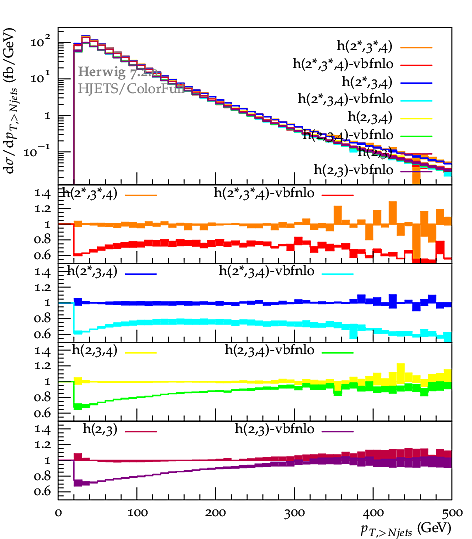 dσ/dpT,>Njets (fb/GeV)
10²
10¹
1
10⁻¹
Herwig 7.2.
HJETS/ColorFull
h(2*,3*,4)
h(2*,3*,4)-vbfnlo
h(2*,3,4)
h(2*,3,4)-vbfnlo
h(2,3,4)
h(2,3,4)-vbfnlo
h(2,3)
h(2,3)-vbfnlo
1.4
1.2
1
0.8
0.6
h(2*,3*,4) h(2*,3*,4)-vbfnlo
1.4
1.2
1
0.8
0.6
h(2*,3,4) h(2*,3,4)-vbfnlo
1.4
1.2
1
0.8
0.6
h(2,3,4) h(2,3,4)-vbfnlo
1.4
1.2
1
0.8
0.6
h(2,3) h(2,3)-vbfnlo
0 100 200 300 400 500
pT,>Njets (GeV)